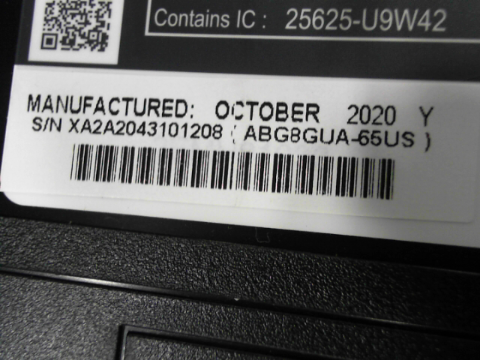 Contains IC : 25625-U9W42
MANUFACTURED: OCTOBER 2020 Y
S/N XA2A2043101208 ( ABG8GUA-65US )